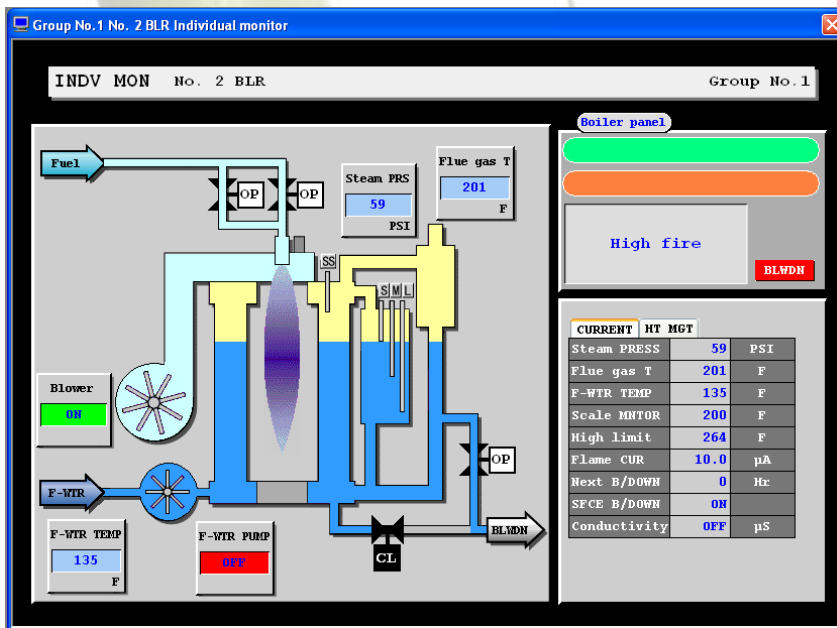 Group No.1 No. 2 BLR Individual monitor
INDV MON No. 2 BLR Group No.1
Fuel
OP OP
Steam PRS
59
PSI
Flue gas T
201
F
SS
S M L
Blower
ON
F-WTR
F-WTR TEMP
135
F
F-WTR PUMP
OFF
CL
OP
BLWDN
Boiler panel
High fire
BLWDN
CURRENT HT MGT
Steam PRESS 59 PSI
Flue gas T 201 F
F-WTR TEMP 135 F
Scale MNTOR 200 F
High limit 264 F
Flame CUR 10.0 µA
Next B/DOWN 0 Hr
SFCE B/DOWN ON
Conductivity OFF µS